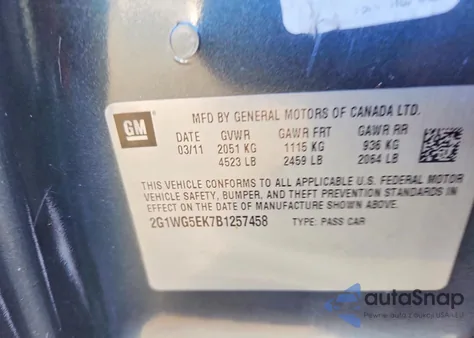 GM
MFD BY GENERAL MOTORS OF CANADA LTD.
DATE GVWR GAWR FRT GAWR RR
03/11 2051 KG 1115 KG 936 KG
4523 LB 2459 LB 2064 LB
THIS VEHICLE CONFORMS TO ALL APPLICABLE U.S. FEDERAL MOTOR
VEHICLE SAFETY, BUMPER, AND THEFT PREVENTION STANDARDS
IN EFFECT ON THE DATE OF MANUFACTURE SHOWN ABOVE.
2G1WG5EK7B1257458 TYPE: PASS CAR
autoSnap